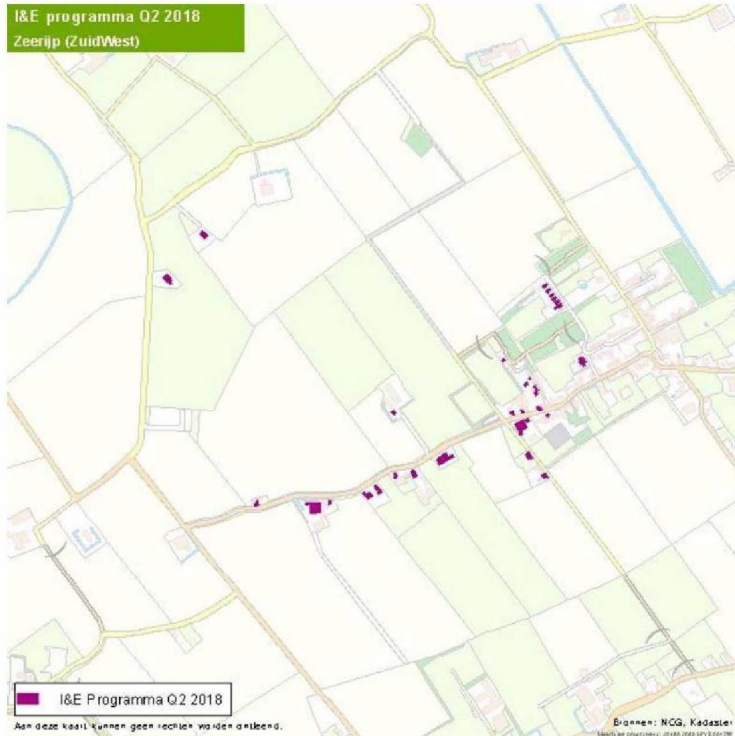 I&E programma Q2 2018
Zeerijp (ZuidWest)
I&E Programma Q2 2018
Aan deze kaart kunnen geen rechten worden ontleend.
Bronnen: NCG, Kadaster